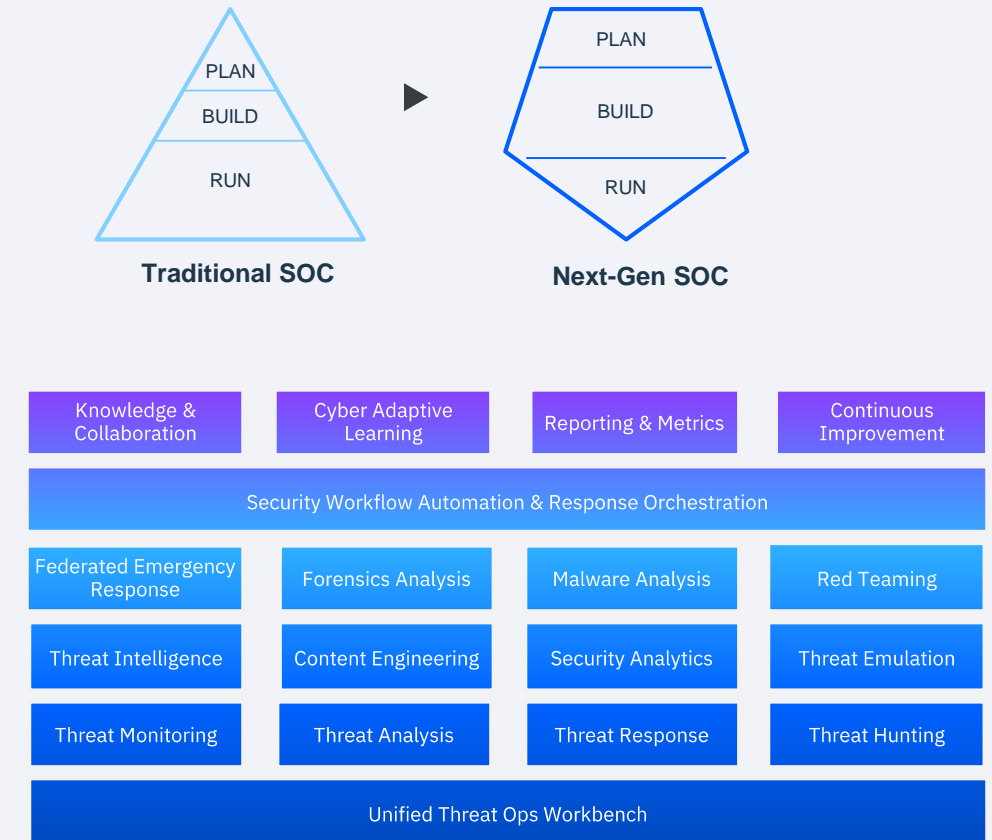 PLAN
BUILD
RUN
Traditional SOC
PLAN
BUILD
RUN
Next-Gen SOC
Knowledge &
Collaboration
Cyber Adaptive
Learning
Reporting & Metrics
Continuous
Improvement
Security Workflow Automation & Response Orchestration
Federated Emergency
Response
Forensics Analysis
Malware Analysis
Red Teaming
Threat Intelligence
Content Engineering
Security Analytics
Threat Emulation
Threat Monitoring
Threat Analysis
Threat Response
Threat Hunting
Unified Threat Ops Workbench